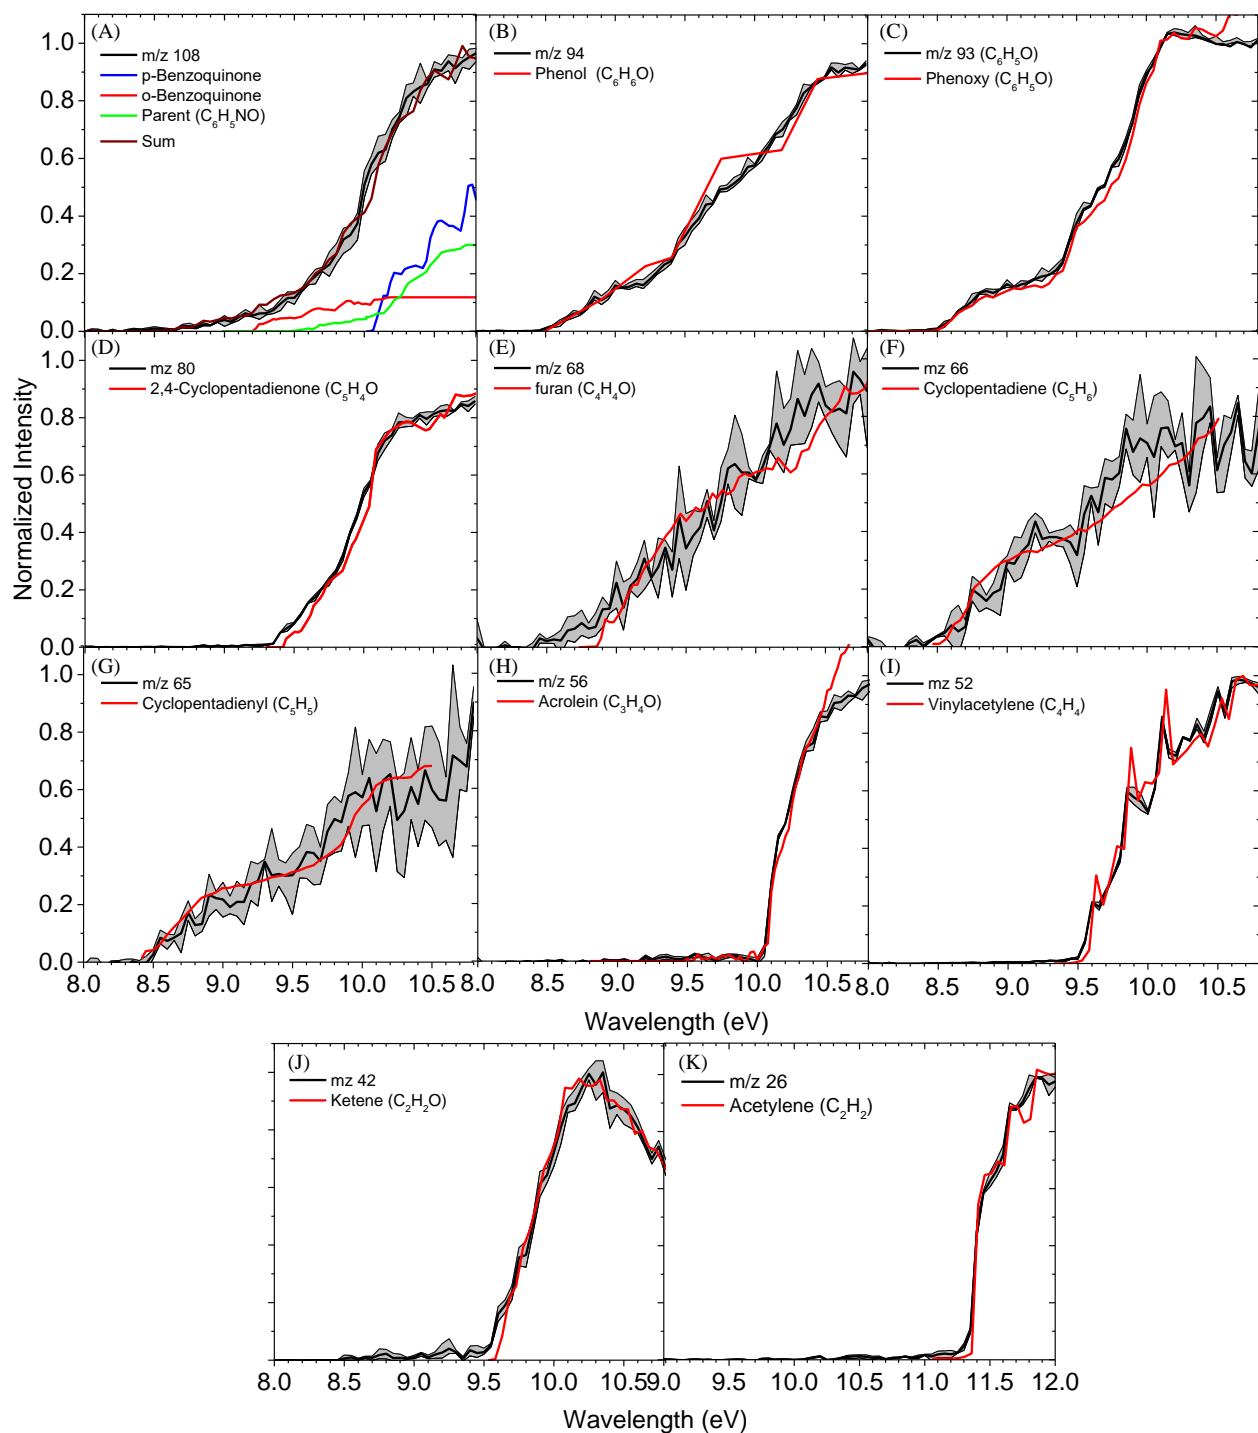 (A)
m/z 108
p-Benzoquinone
o-Benzoquinone
Parent (C₆H₅NO)
Sum
(B)
m/z 94
Phenol (C₆H₆O)
(C)
m/z 93 (C₆H₅O)
Phenoxy (C₆H₅O)
1.0
0.8
0.6
0.4
0.2
0.0
(D)
mz 80
2,4-Cyclopentadienone (C₅H₄O
(E)
m/z 68
furan (C₄H₄O)
(F)
mz 66
Cyclopentadiene (C₅H₆)
1.0
0.8
0.6
0.4
0.2
0.0
Normalized Intensity
(G)
m/z 65
Cyclopentadienyl (C₅H₅)
(H)
m/z 56
Acrolein (C₃H₄O)
(I)
mz 52
Vinylacetylene (C₄H₄)
1.0
0.8
0.6
0.4
0.2
0.0
8.0 8.5 9.0 9.5 10.0 10.5 8.0 8.5 9.0 9.5 10.0 10.5 8.0 8.5 9.0 9.5 10.0 10.5
Wavelength (eV)
(J)
mz 42
Ketene (C₂H₂O)
(K)
m/z 26
Acetylene (C₂H₂)
8.0 8.5 9.0 9.5 10.0 10.5 9.0 9.5 10.0 10.5 11.0 11.5 12.0
Wavelength (eV)